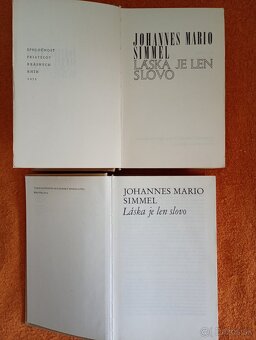 SPOLOČNOSŤ
PRIATEĽOV
KRÁSNYCH
KNÍH
JOHANNES MARIO
SIMMEL
LÁSKA JE LEN
SLOVO
JOHANNES MARIO
SIMMEL
Láska je len slovo